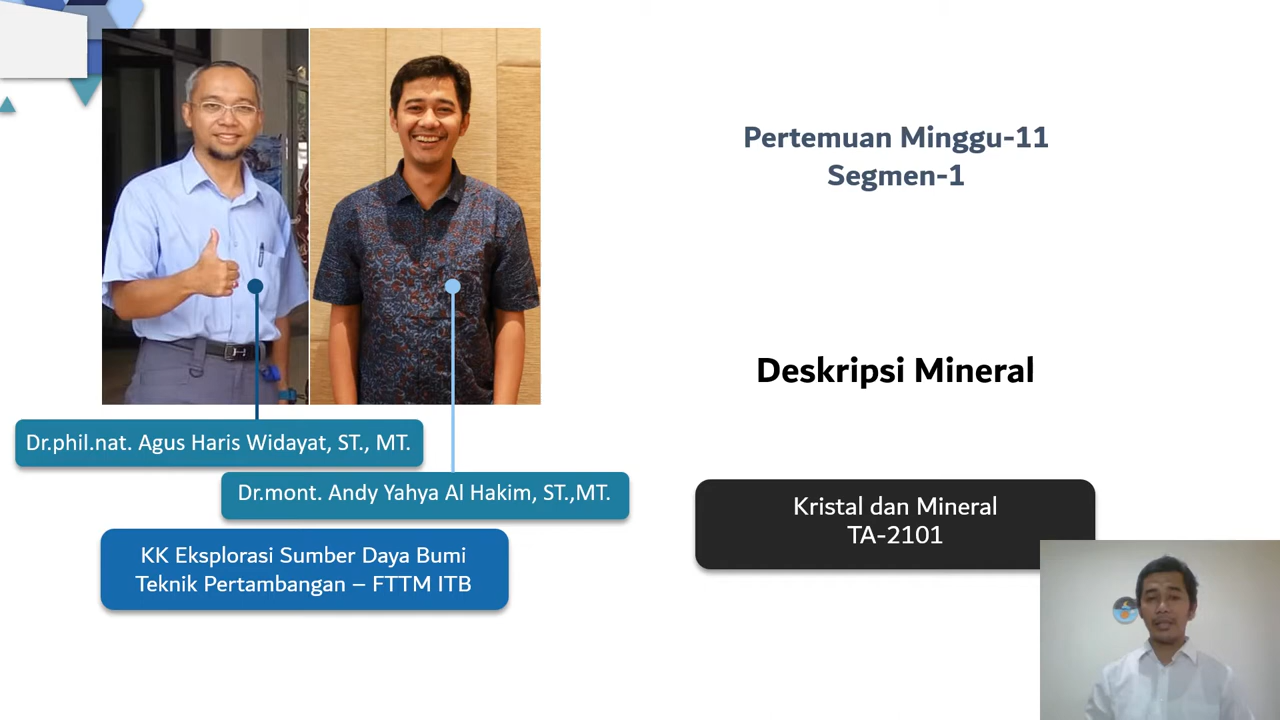 Pertemuan Minggu-11
Segmen-1
Deskripsi Mineral
Dr.phil.nat. Agus Haris Widayat, ST., MT.
Dr.mont. Andy Yahya Al Hakim, ST.,MT.
KK Eksplorasi Sumber Daya Bumi
Teknik Pertambangan – FTTM ITB
Kristal dan Mineral
TA-2101